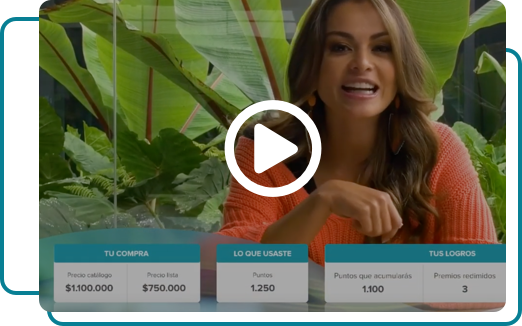 TU COMPRA
Precio catálogo
$1.100.000
Precio lista
$750.000
LO QUE USASTE
Puntos
1.250
TUS LOGROS
Puntos que acumularás
1.100
Premios redimidos
3